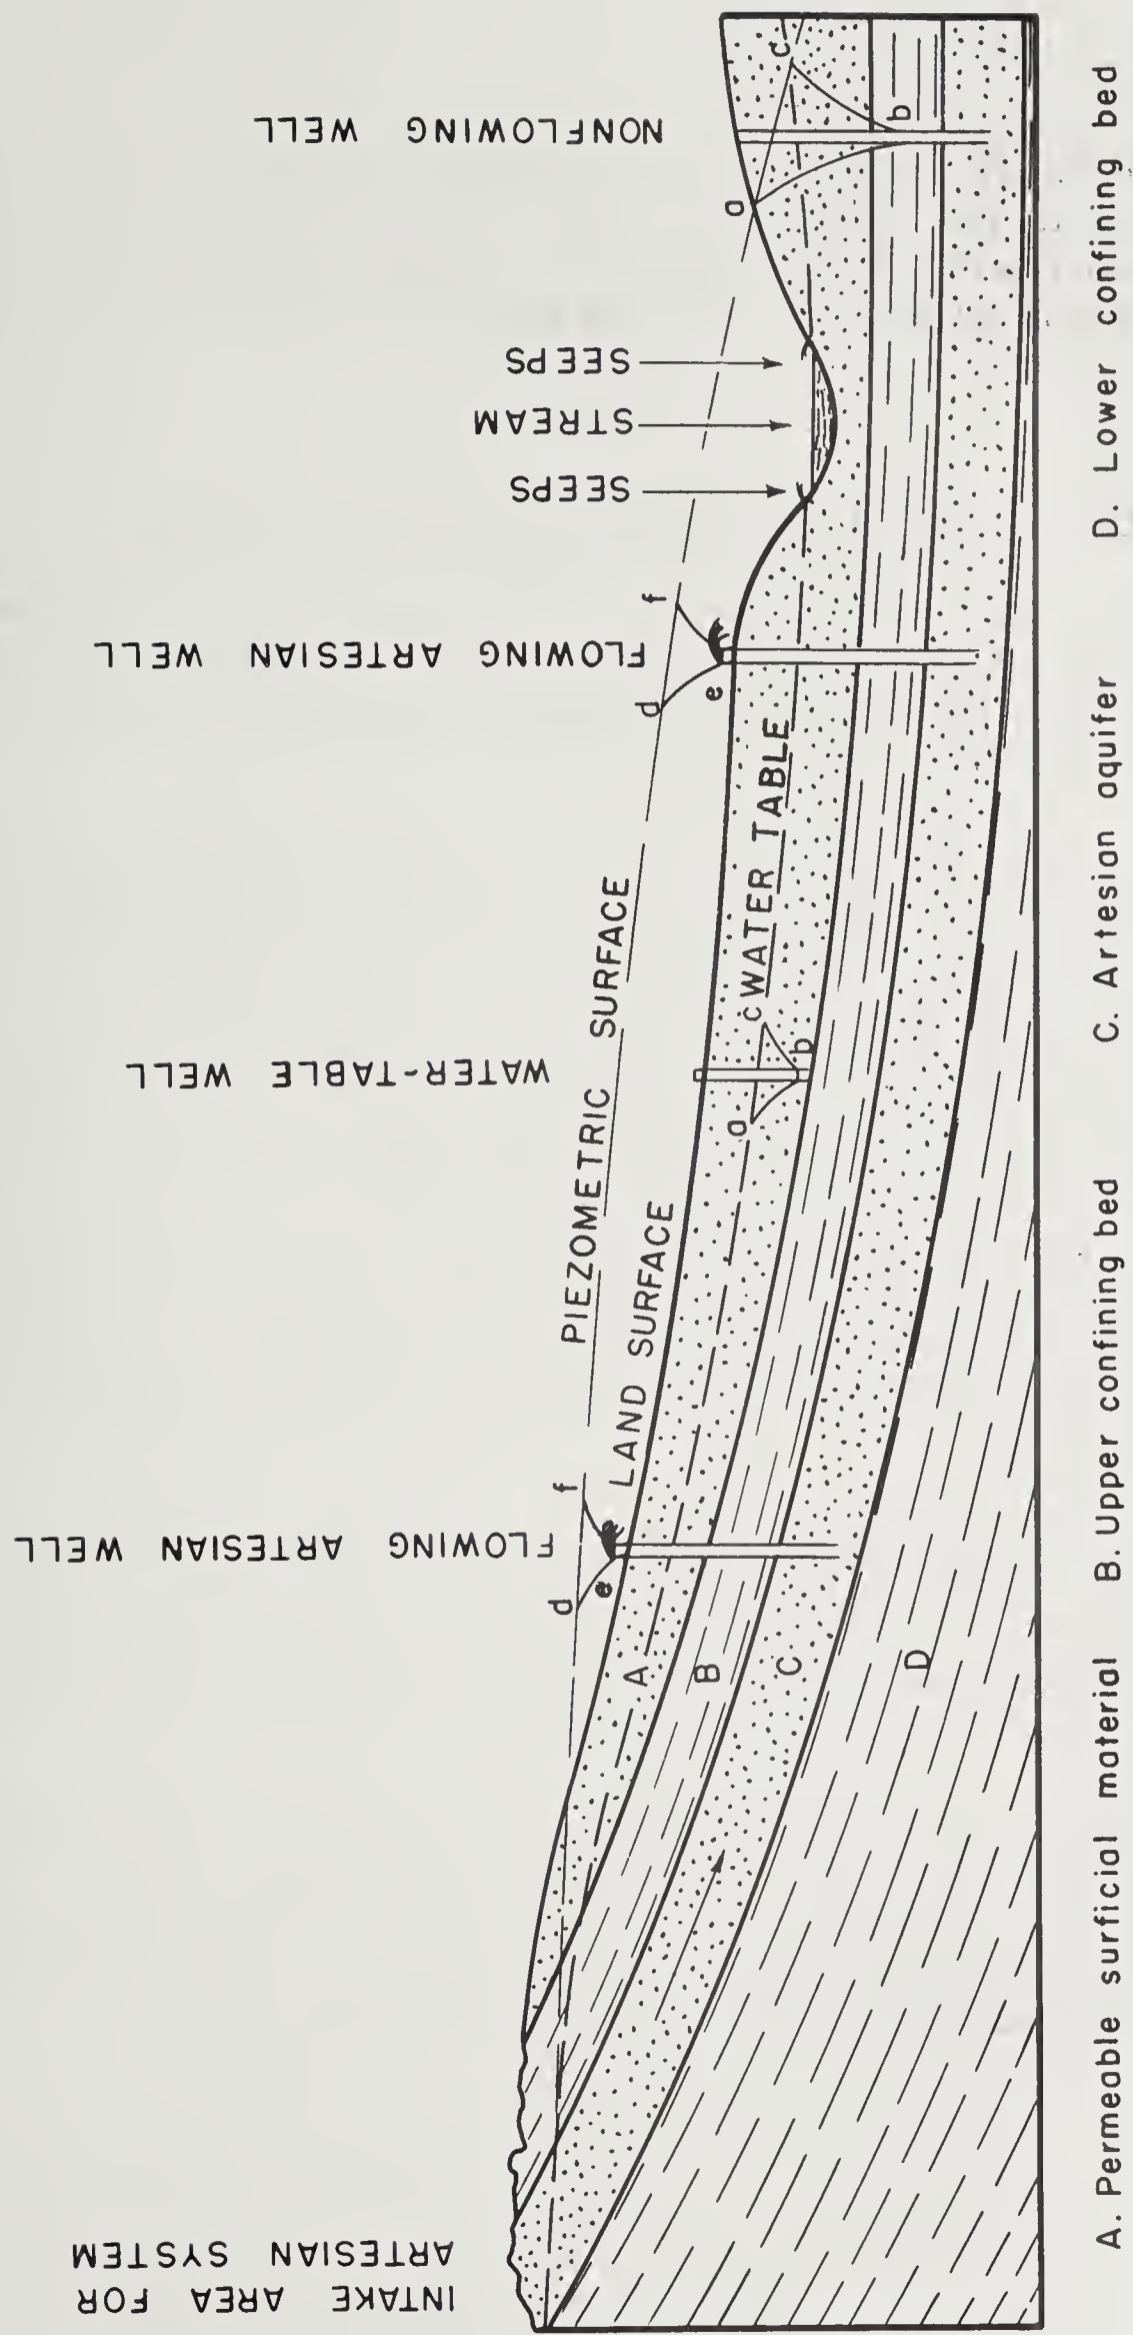 INTAKE AREA FOR
ARTESIAN SYSTEM
FLOWING ARTESIAN WELL
WATER-TABLE WELL
FLOWING ARTESIAN WELL
SEEPS
STREAM
SEEPS
NONFLOWING WELL
d
f
e
PIEZOMETRIC SURFACE
LAND SURFACE
a
c
b
WATER TABLE
d
f
e
a
c
b
A
B
C
D
A. Permeable surficial material B. Upper confining bed C. Artesian aquifer D. Lower confining bed